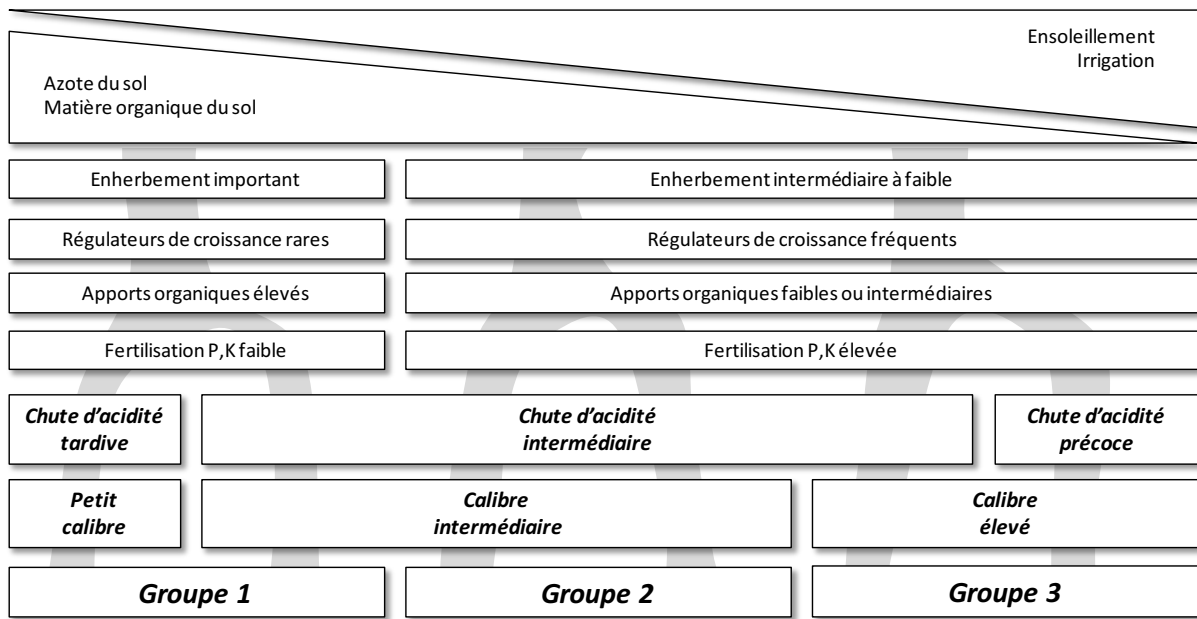 Ensoleillement
Irrigation
Azote du sol
Matière organique du sol
Enherbement important
Enherbement intermédiaire à faible
Régulateurs de croissance rares
Régulateurs de croissance fréquents
Apports organiques élevés
Apports organiques faibles ou intermédiaires
Fertilisation P,K faible
Fertilisation P,K élevée
Chute d'acidité
tardive
Chute d'acidité
intermédiaire
Chute d'acidité
précoce
Petit
calibre
Calibre
intermédiaire
Calibre
élevé
Groupe 1
Groupe 2
Groupe 3